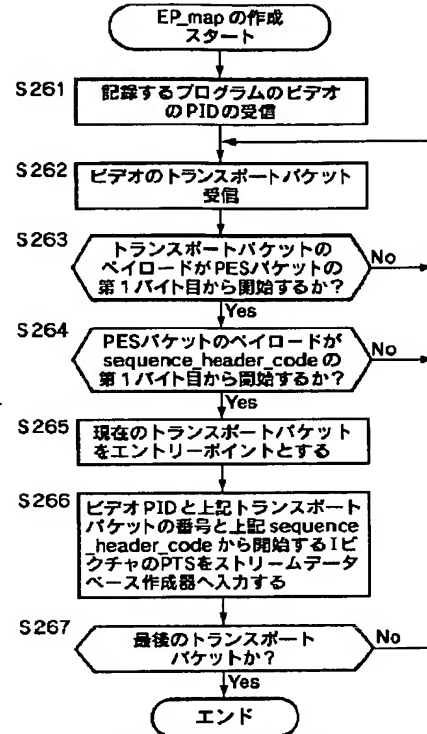 EP_mapの作成
スタート
S261
記録するプログラムのビデオ
のPIDの受信
S262
ビデオのトランスポートパケット
受信
S263
トランスポートパケットの
ペイロードがPESパケットの
第1バイト目から開始するか?
No
Yes
S264
PESパケットのペイロードが
sequence_header_codeの
第1バイト目から開始するか?
No
Yes
S265
現在のトランスポートパケット
をエントリーポイントとする
S266
ビデオPIDと上記トランスポート
パケットの番号と上記sequence
_header_codeから開始するIピ
クチャのPTSをストリームデータ
ベース作成器へ入力する
S267
最後のトランスポート
パケットか?
No
Yes
エンド